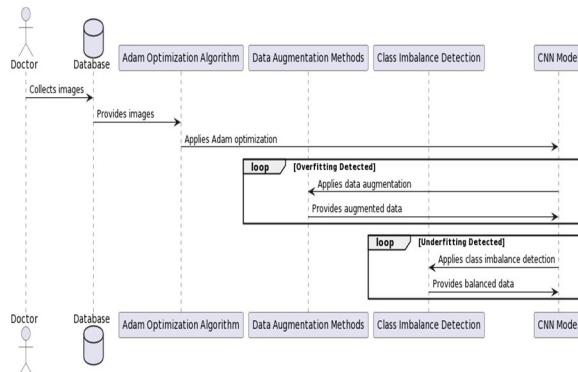 Doctor
Database
Adam Optimization Algorithm
Data Augmentation Methods
Class Imbalance Detection
CNN Mode
Collects images
Provides images
Applies Adam optimization
loop [Overfitting Detected]
Applies data augmentation
Provides augmented data
loop [Underfitting Detected]
Applies class imbalance detection
Provides balanced data
Doctor
Database
Adam Optimization Algorithm
Data Augmentation Methods
Class Imbalance Detection
CNN Mode